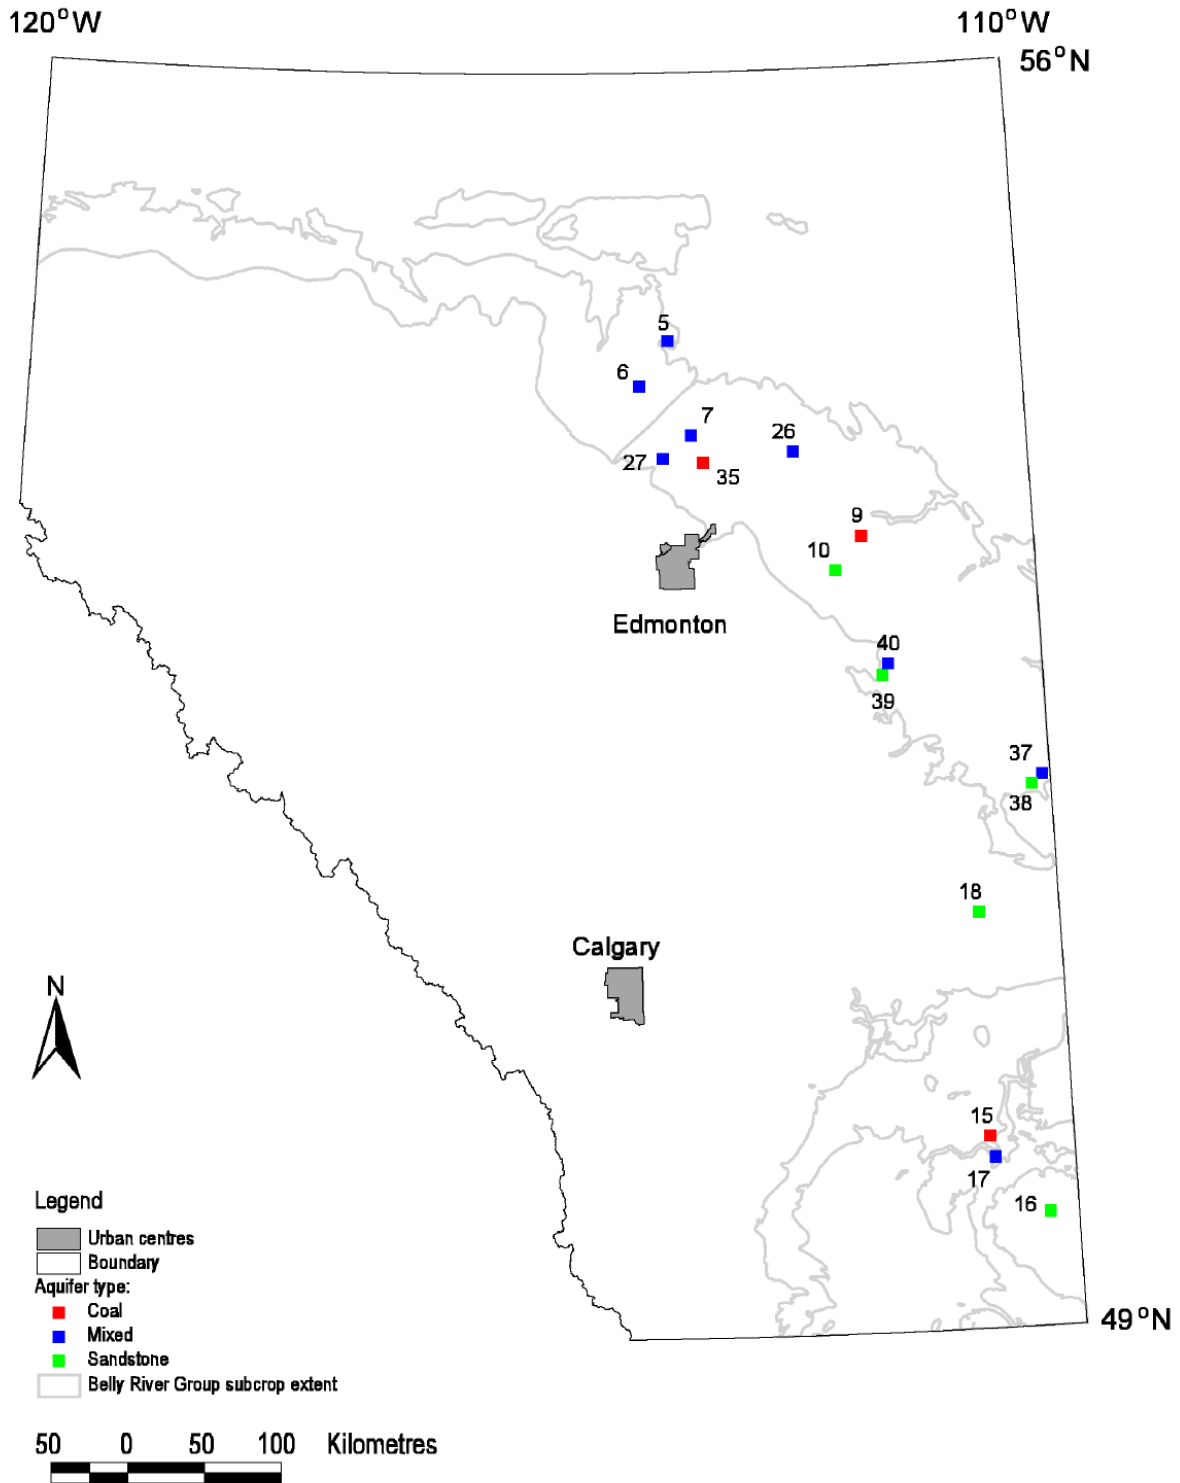 120°W
110°W
56°N
5
6
7
26
27
35
9
10
Edmonton
40
39
37
38
18
Calgary
N
15
17
16
Legend
Urban centres
Boundary
Aquifer type:
Coal
Mixed
Sandstone
Belly River Group subcrop extent
49°N
50 0 50 100 Kilometres